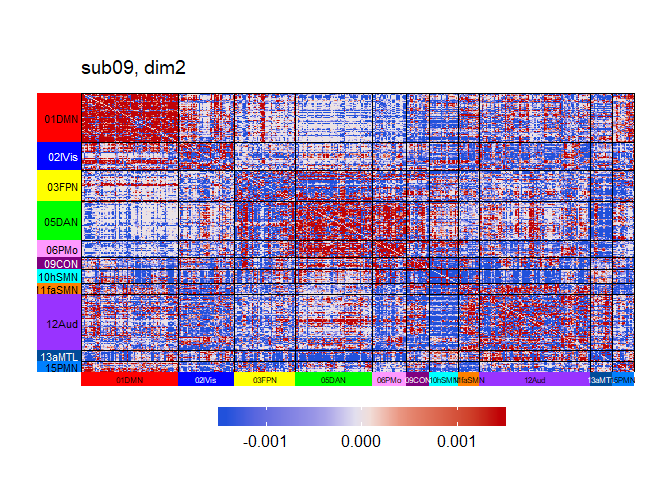 sub09, dim2
01DMN
02lVis
03FPN
05DAN
06PMo
09CON
10hSMN
11faSMN
12Aud
13aMTL
15PMN
01DMN 02lVis 03FPN 05DAN 06PMo 09CON 10hSMN 11faSMN 12Aud 13aMTL 15PMN
-0.001 0.000 0.001